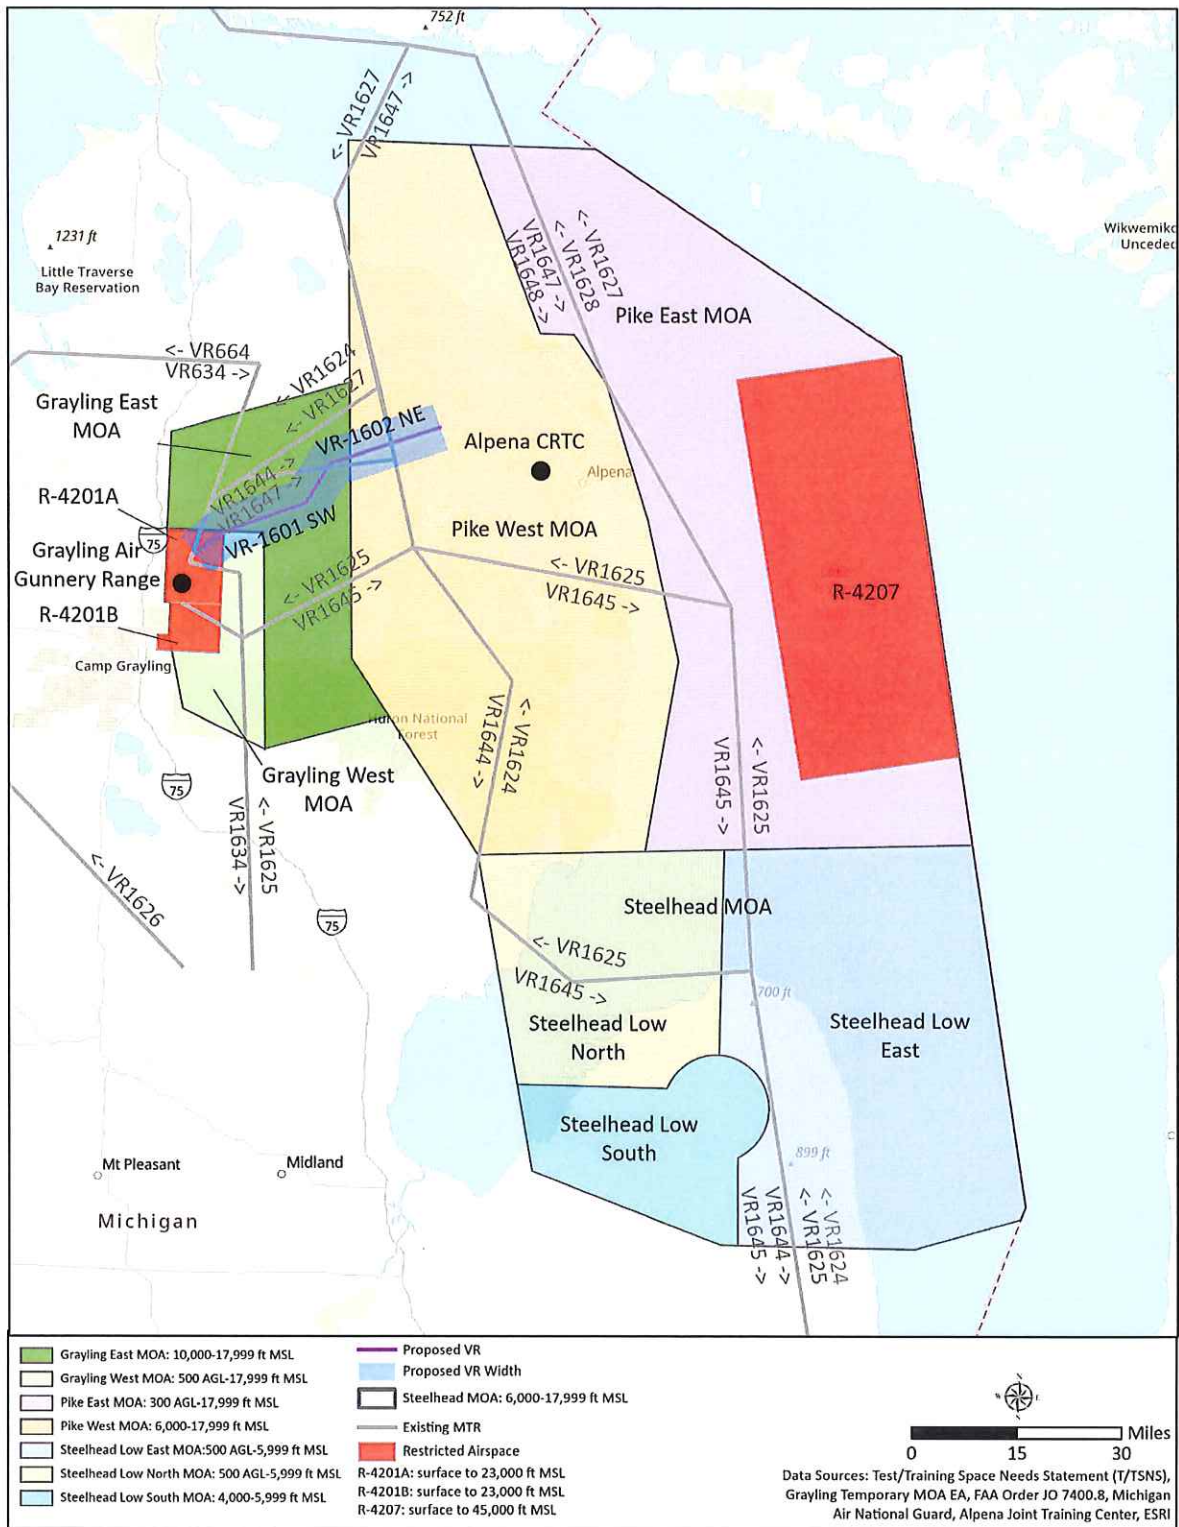 752 ft
<- VR1627
VR1647 ->
1231 ft
Little Traverse
Bay Reservation
Wikwemiko
Unceded
<- VR1627
<- VR1628
VR1647 ->
VR1648 ->
Pike East MOA
<- VR664
VR634 ->
<- VR1624
<- VR1627
Grayling East
MOA
VR-1602 NE
Alpena CRTC
Alpena
VR1644 ->
VR1647 ->
R-4201A
VR-1601 SW
Pike West MOA
75
Grayling Air
Gunnery Range
<- VR1625
VR1645 ->
<- VR1625
VR1645 ->
R-4207
R-4201B
Camp Grayling
Huron National
Forest
<- VR1624
VR1644 ->
<- VR1625
VR1645 ->
Grayling West
MOA
75
<- VR1625
VR1634 ->
<- VR1626
75
Steelhead MOA
<- VR1625
VR1645 ->
700 ft
Steelhead Low
North
Steelhead Low
East
Steelhead Low
South
899 ft
Mt Pleasant
Midland
Michigan
<- VR1624
<- VR1625
VR1644 ->
VR1645 ->
Grayling East MOA: 10,000-17,999 ft MSL
Grayling West MOA: 500 AGL-17,999 ft MSL
Pike East MOA: 300 AGL-17,999 ft MSL
Pike West MOA: 6,000-17,999 ft MSL
Steelhead Low East MOA:500 AGL-5,999 ft MSL
Steelhead Low North MOA: 500 AGL-5,999 ft MSL
Steelhead Low South MOA: 4,000-5,999 ft MSL
Proposed VR
Proposed VR Width
Steelhead MOA: 6,000-17,999 ft MSL
Existing MTR
Restricted Airspace
R-4201A: surface to 23,000 ft MSL
R-4201B: surface to 23,000 ft MSL
R-4207: surface to 45,000 ft MSL
Miles
0 15 30
Data Sources: Test/Training Space Needs Statement (T/TSNS),
Grayling Temporary MOA EA, FAA Order JO 7400.8, Michigan
Air National Guard, Alpena Joint Training Center, ESRI